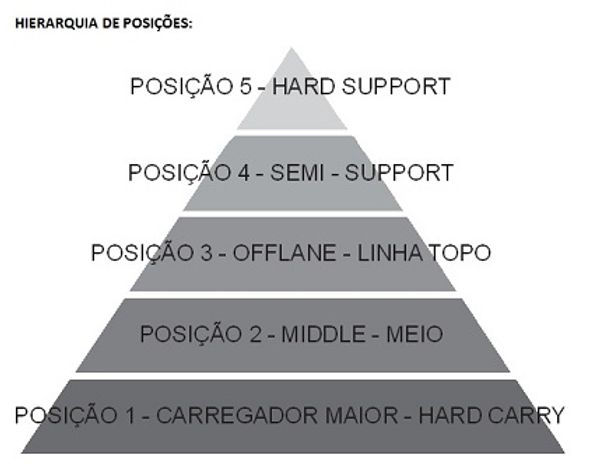 HIERARQUIA DE POSIÇÕES:
POSIÇÃO 5 - HARD SUPPORT
POSIÇÃO 4 - SEMI - SUPPORT
POSIÇÃO 3 - OFFLANE - LINHA TOPO
POSIÇÃO 2 - MIDDLE - MEIO
POSIÇÃO 1 - CARREGADOR MAIOR - HARD CARRY